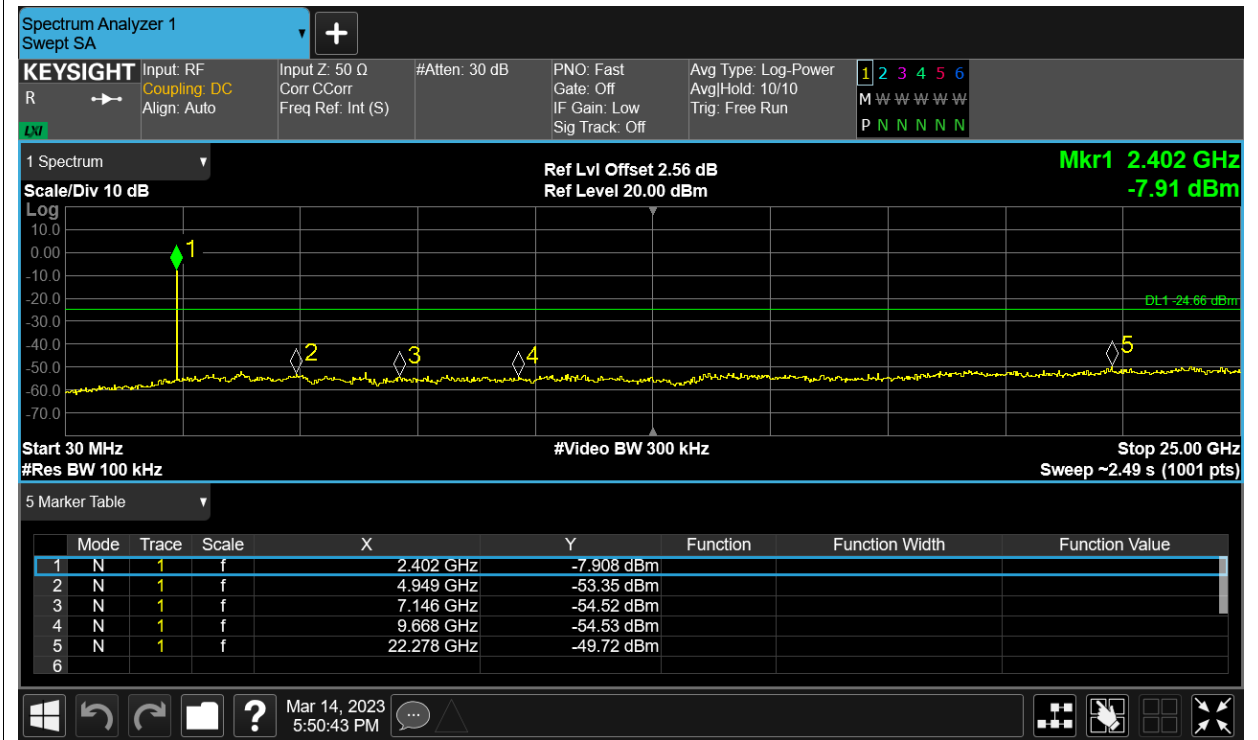 Spectrum Analyzer 1
Swept SA
KEYSIGHT
R
LXI
Input: RF
Coupling: DC
Align: Auto
Input Z: 50 Ω
Corr CCorr
Freq Ref: Int (S)
#Atten: 30 dB
PNO: Fast
Gate: Off
IF Gain: Low
Sig Track: Off
Avg Type: Log-Power
Avg|Hold: 10/10
Trig: Free Run
1 2 3 4 5 6
M W W W W W
P N N N N N
1 Spectrum
Scale/Div 10 dB
Ref Lvl Offset 2.56 dB
Ref Level 20.00 dBm
Mkr1 2.402 GHz
-7.91 dBm
Log
10.0
0.00
-10.0
-20.0
-30.0
-40.0
-50.0
-60.0
-70.0
1
2
3
4
5
DL1 -24.66 dBm
Start 30 MHz
#Video BW 300 kHz
Stop 25.00 GHz
#Res BW 100 kHz
Sweep ~2.49 s (1001 pts)
5 Marker Table
Mode Trace Scale X Y Function Function Width Function Value
1 N 1 f 2.402 GHz -7.908 dBm
2 N 1 f 4.949 GHz -53.35 dBm
3 N 1 f 7.146 GHz -54.52 dBm
4 N 1 f 9.668 GHz -54.53 dBm
5 N 1 f 22.278 GHz -49.72 dBm
6
?
Mar 14, 2023
5:50:43 PM